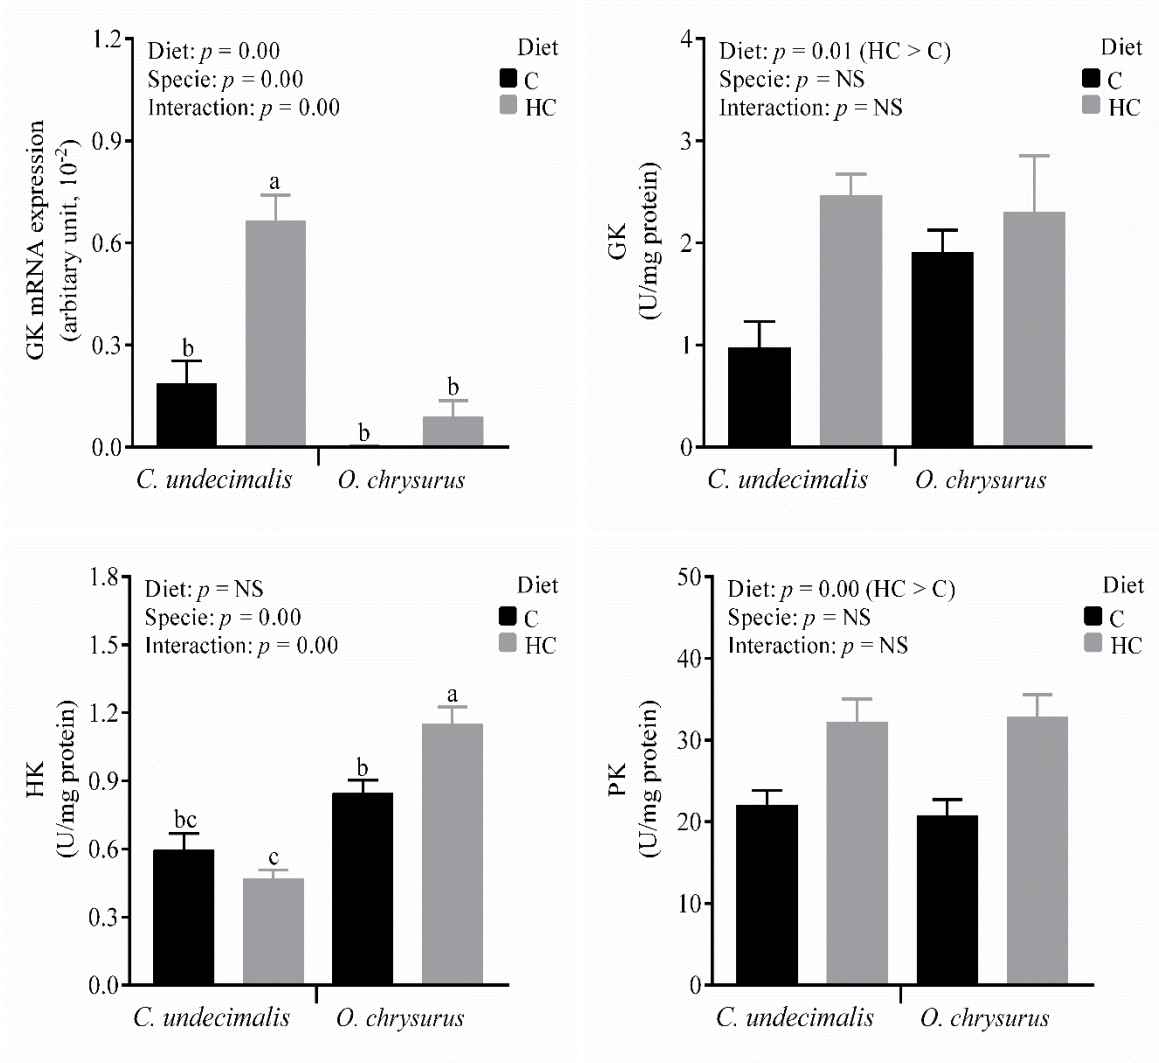 Diet: p = 0.00
Specie: p = 0.00
Interaction: p = 0.00
Diet
C
HC
GK mRNA expression
(arbitary unit, 10⁻²)
1.2
0.9
0.6
0.3
0.0
b
a
b
b
C. undecimalis
O. chrysurus
Diet: p = 0.01 (HC > C)
Specie: p = NS
Interaction: p = NS
Diet
C
HC
GK
(U/mg protein)
4
3
2
1
0
C. undecimalis
O. chrysurus
Diet: p = NS
Specie: p = 0.00
Interaction: p = 0.00
Diet
C
HC
HK
(U/mg protein)
1.8
1.5
1.2
0.9
0.6
0.3
0.0
bc
c
b
a
C. undecimalis
O. chrysurus
Diet: p = 0.00 (HC > C)
Specie: p = NS
Interaction: p = NS
Diet
C
HC
PK
(U/mg protein)
50
40
30
20
10
0
C. undecimalis
O. chrysurus